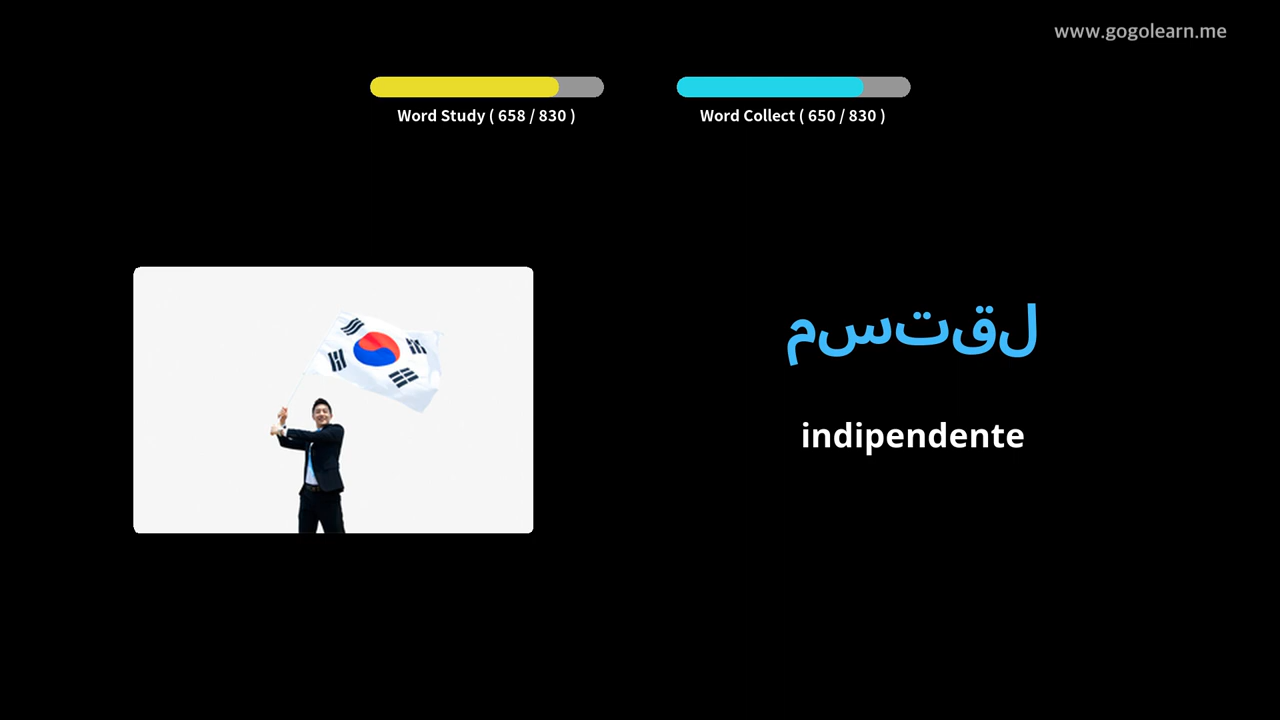 www.gogolearn.me
Word Study ( 658 / 830 )
Word Collect ( 650 / 830 )
مستقل
indipendente